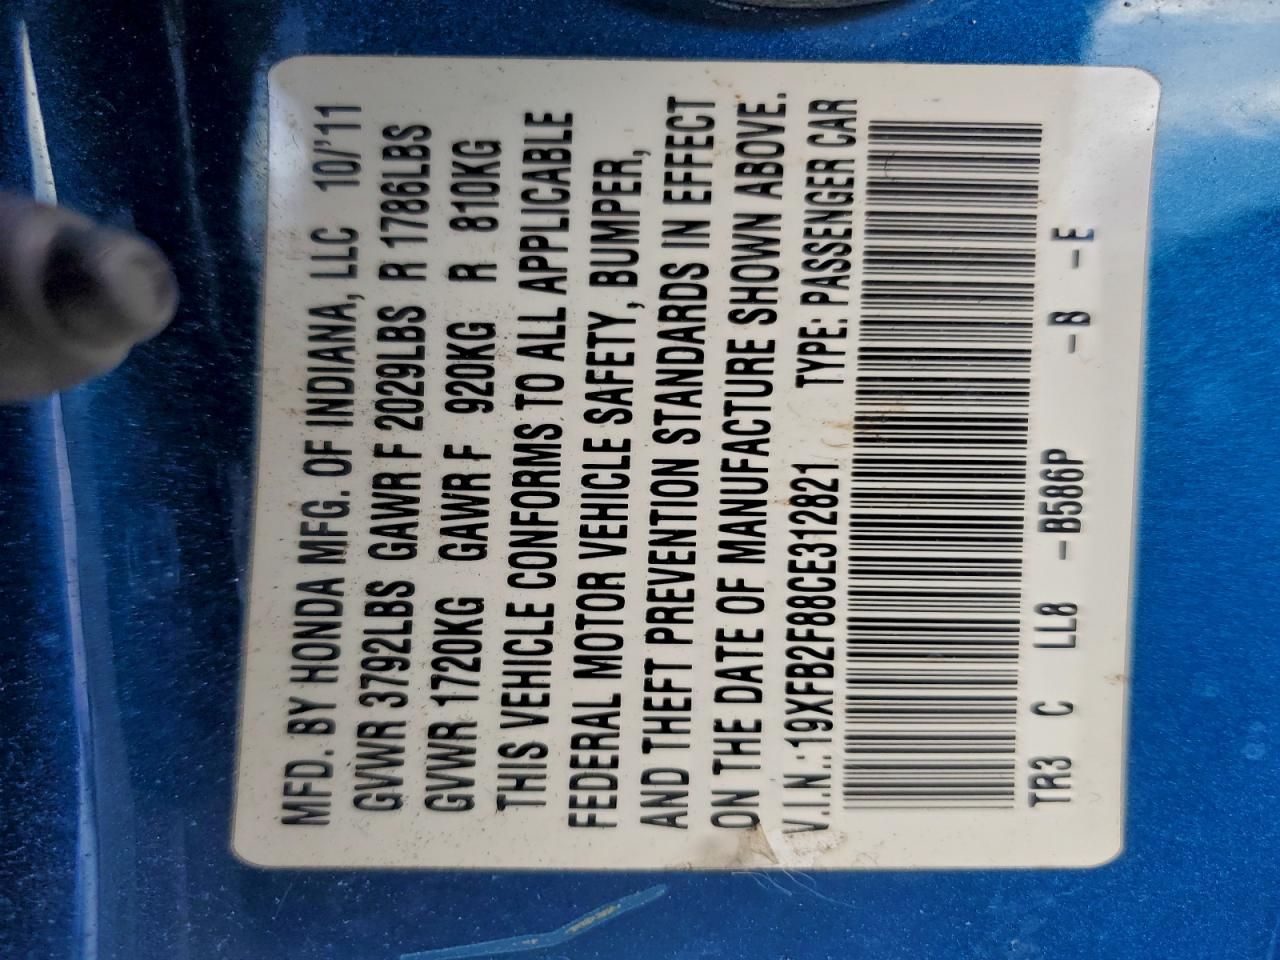 MFD. BY HONDA MFG. OF INDIANA, LLC 10/'11
GVWR 3792LBS GAWR F 2029LBS R 1786LBS
GVWR 1720KG GAWR F 920KG R 810KG
THIS VEHICLE CONFORMS TO ALL APPLICABLE
FEDERAL MOTOR VEHICLE SAFETY, BUMPER,
AND THEFT PREVENTION STANDARDS IN EFFECT
ON THE DATE OF MANUFACTURE SHOWN ABOVE.
V.I.N.: 19XFB2F88CE312821 TYPE: PASSENGER CAR
TR3 C LL8 -B586P -B -E